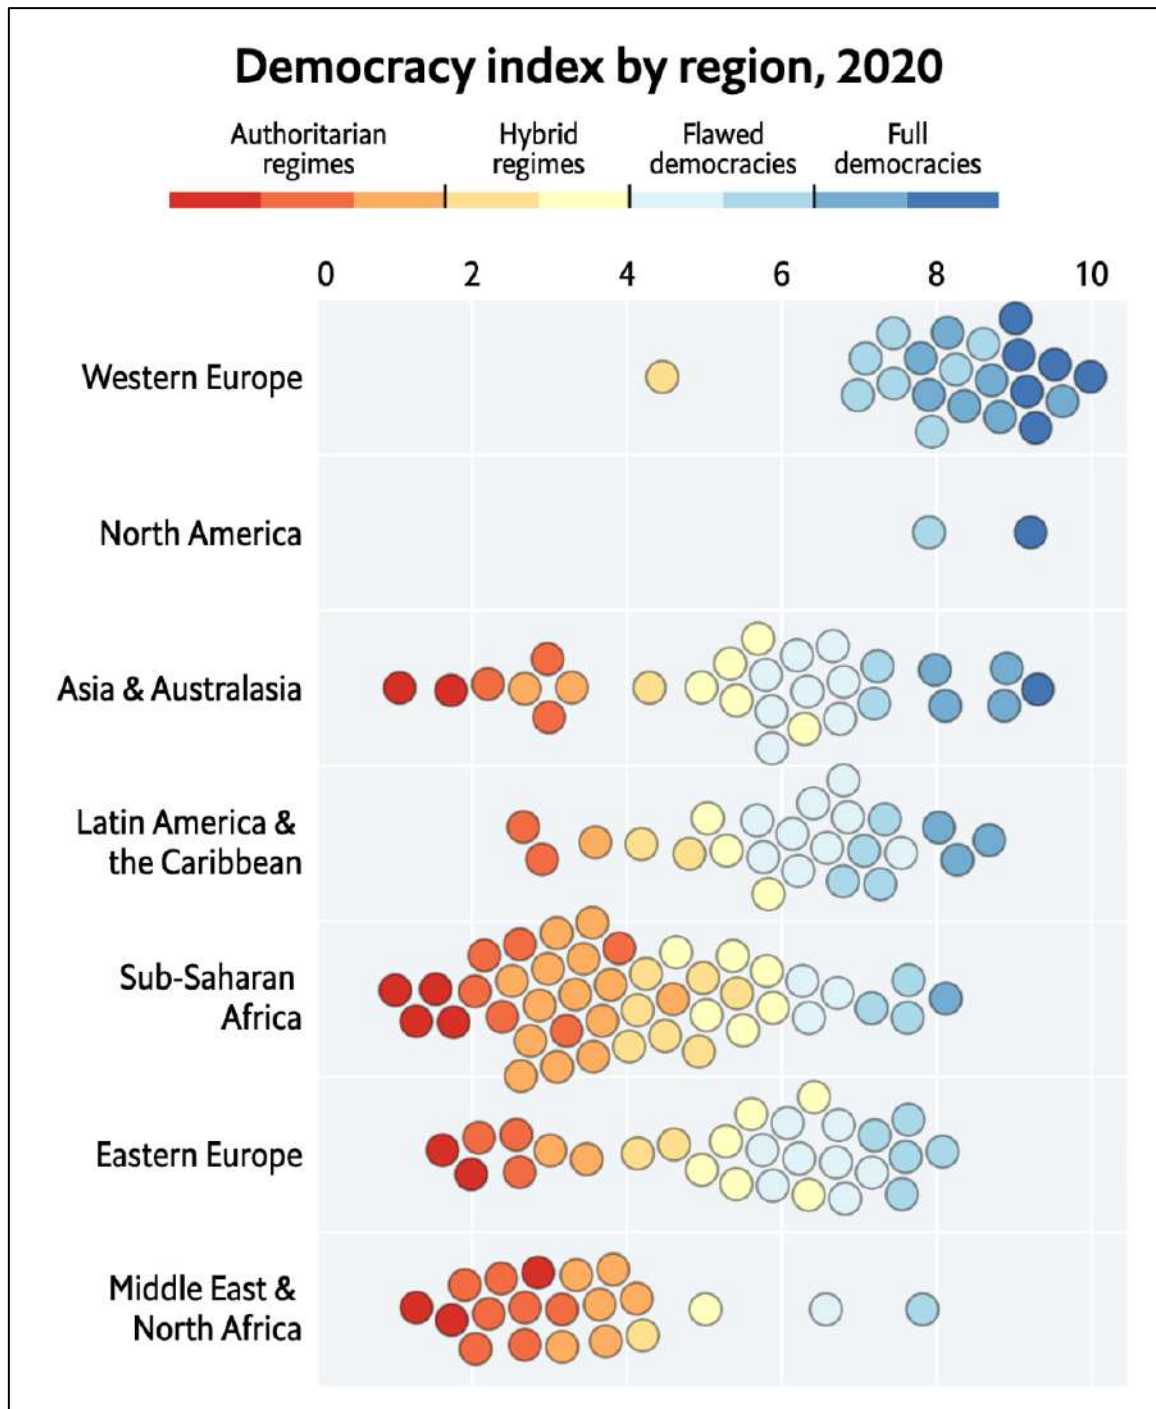 Democracy index by region, 2020
Authoritarian regimes
Hybrid regimes
Flawed democracies
Full democracies
0 2 4 6 8 10
Western Europe
North America
Asia & Australasia
Latin America &
the Caribbean
Sub-Saharan
Africa
Eastern Europe
Middle East &
North Africa